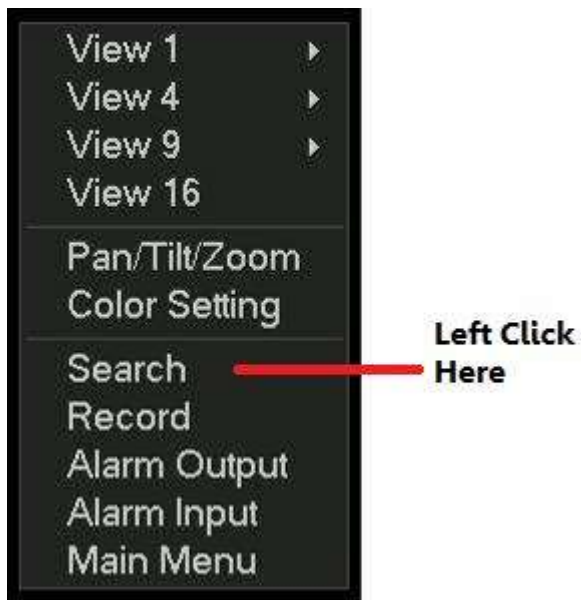 View 1
View 4
View 9
View 16
Pan/Tilt/Zoom
Color Setting
Search
Record
Alarm Output
Alarm Input
Main Menu
Left Click
Here